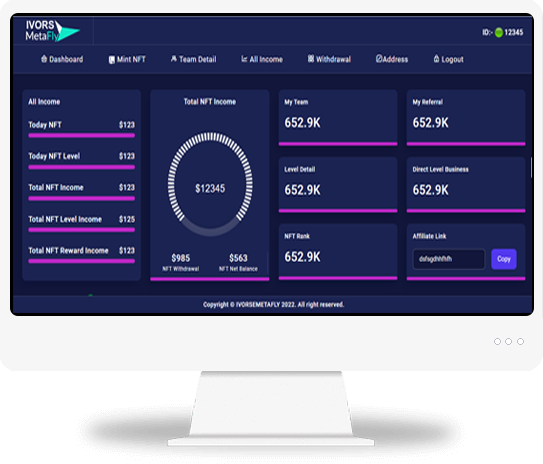 IVORS
MetaFly
ID:- 12345
Dashboard Mint NFT Team Detail All Income Withdrawal Address Logout
All Income
Today NFT $123
Today NFT Level $123
Total NFT Income $123
Total NFT Level Income $125
Total NFT Reward Income $123
Total NFT Income
$12345
$985 $563
NFT Withdrawal NFT Net Balance
My Team
652.9K
My Referral
652.9K
Level Detail
652.9K
Direct Level Business
652.9K
NFT Rank
652.9K
Affiliate Link
Copy
Copyright © IVORSEMETAFLY 2022. All right reserved.